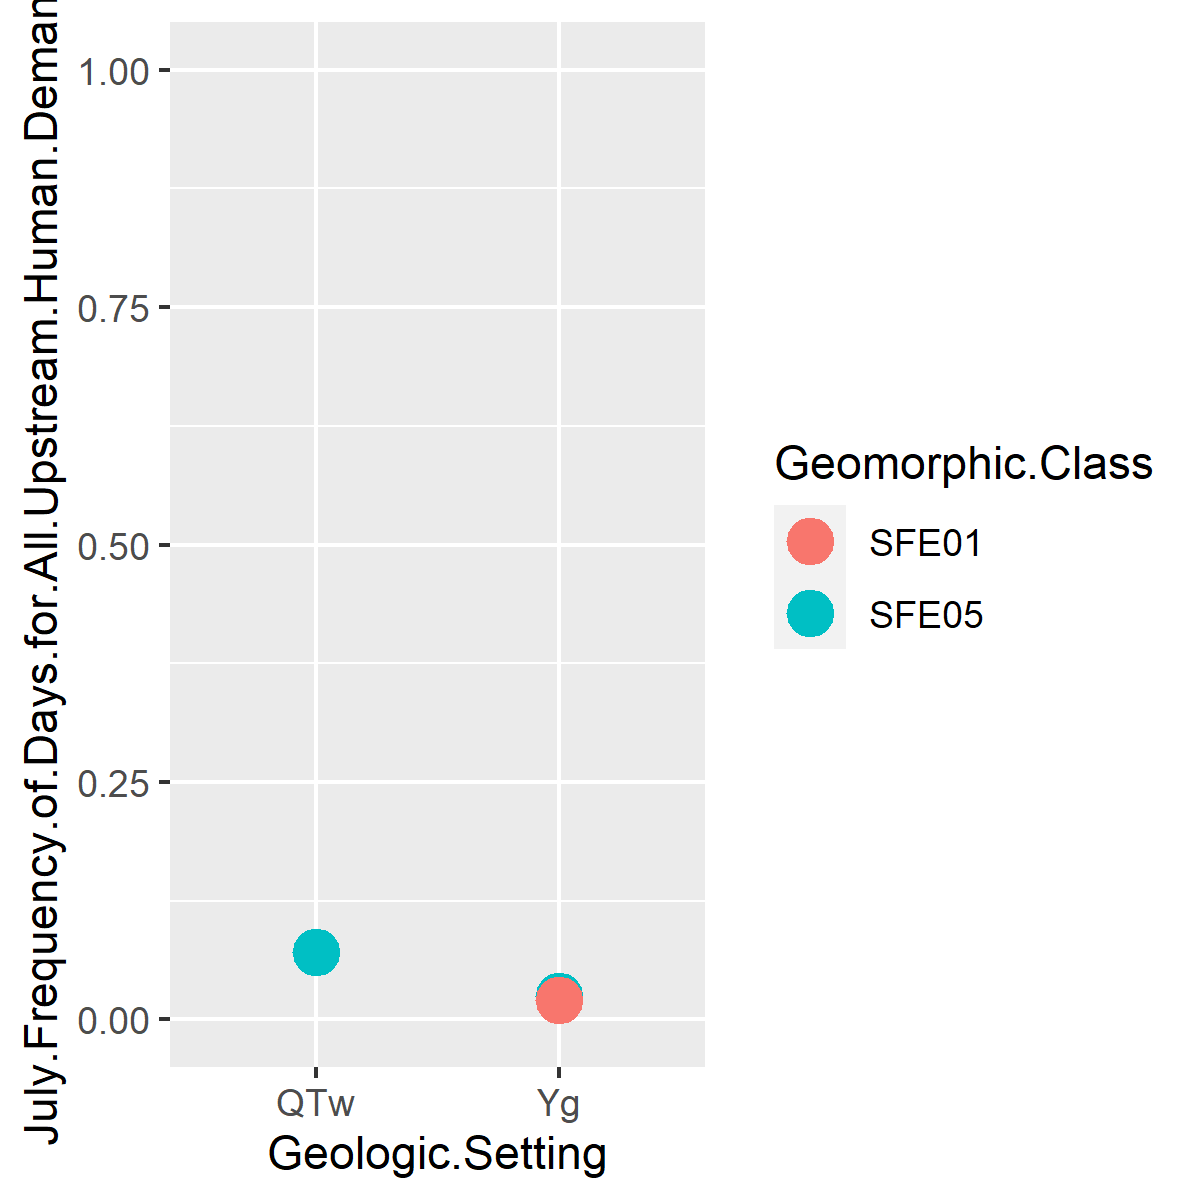 July.Frequency.of.Days.for.All.Upstream.Human.Deman
1.00
0.75
0.50
0.25
0.00
QTw
Yg
Geologic.Setting
Geomorphic.Class
SFE01
SFE05